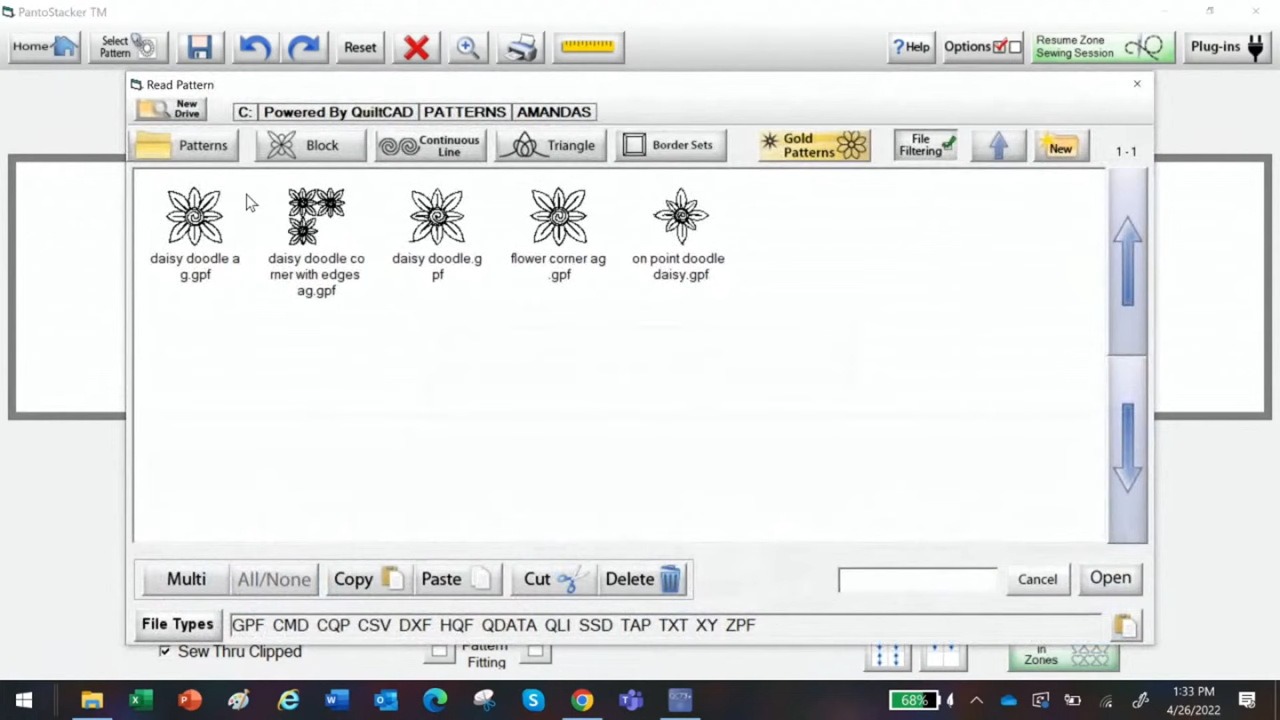 PantoStacker TM
Home
Select
Pattern
Reset
?Help
Options
Resume Zone
Sewing Session
Plug-ins
Read Pattern
New
Drive
C: Powered By QuiltCAD PATTERNS AMANDAS
Patterns
Block
Continuous
Line
Triangle
Border Sets
Gold
Patterns
File
Filtering
New
1 - 1
daisy doodle a
g.gpf
daisy doodle co
rner with edges
ag.gpf
daisy doodle.g
pf
flower corner ag
.gpf
on point doodle
daisy.gpf
Multi
All/None
Copy
Paste
Cut
Delete
Cancel
Open
File Types
GPF CMD CQP CSV DXF HQF QDATA QLI SSD TAP TXT XY ZPF
Sew Thru Clipped
Pattern
Fitting
in
Zones
68%
1:33 PM
4/26/2022